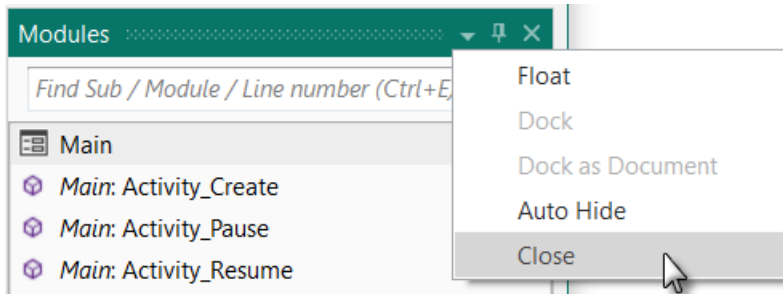 Modules
Find Sub / Module / Line number (Ctrl+E)
Main
Main: Activity_Create
Main: Activity_Pause
Main: Activity_Resume
Float
Dock
Dock as Document
Auto Hide
Close